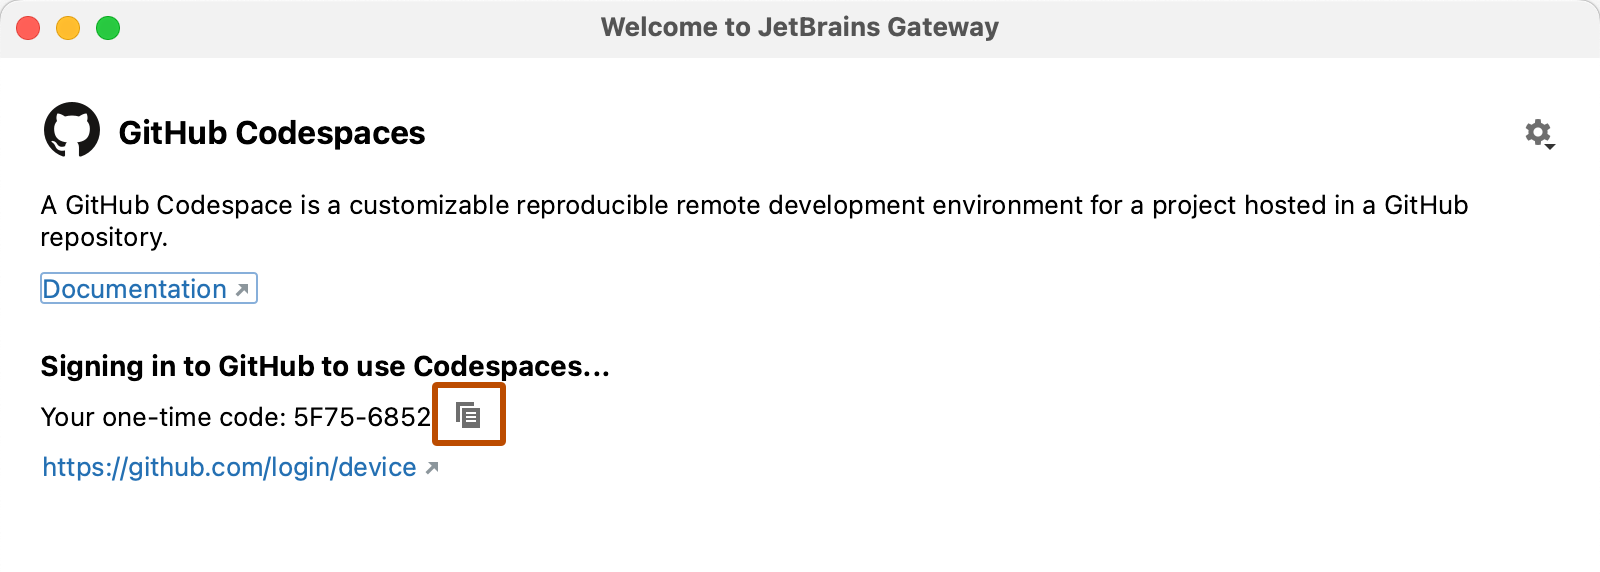 Welcome to JetBrains Gateway
GitHub Codespaces
A GitHub Codespace is a customizable reproducible remote development environment for a project hosted in a GitHub
repository.
Documentation
Signing in to GitHub to use Codespaces...
Your one-time code: 5F75-6852
https://github.com/login/device